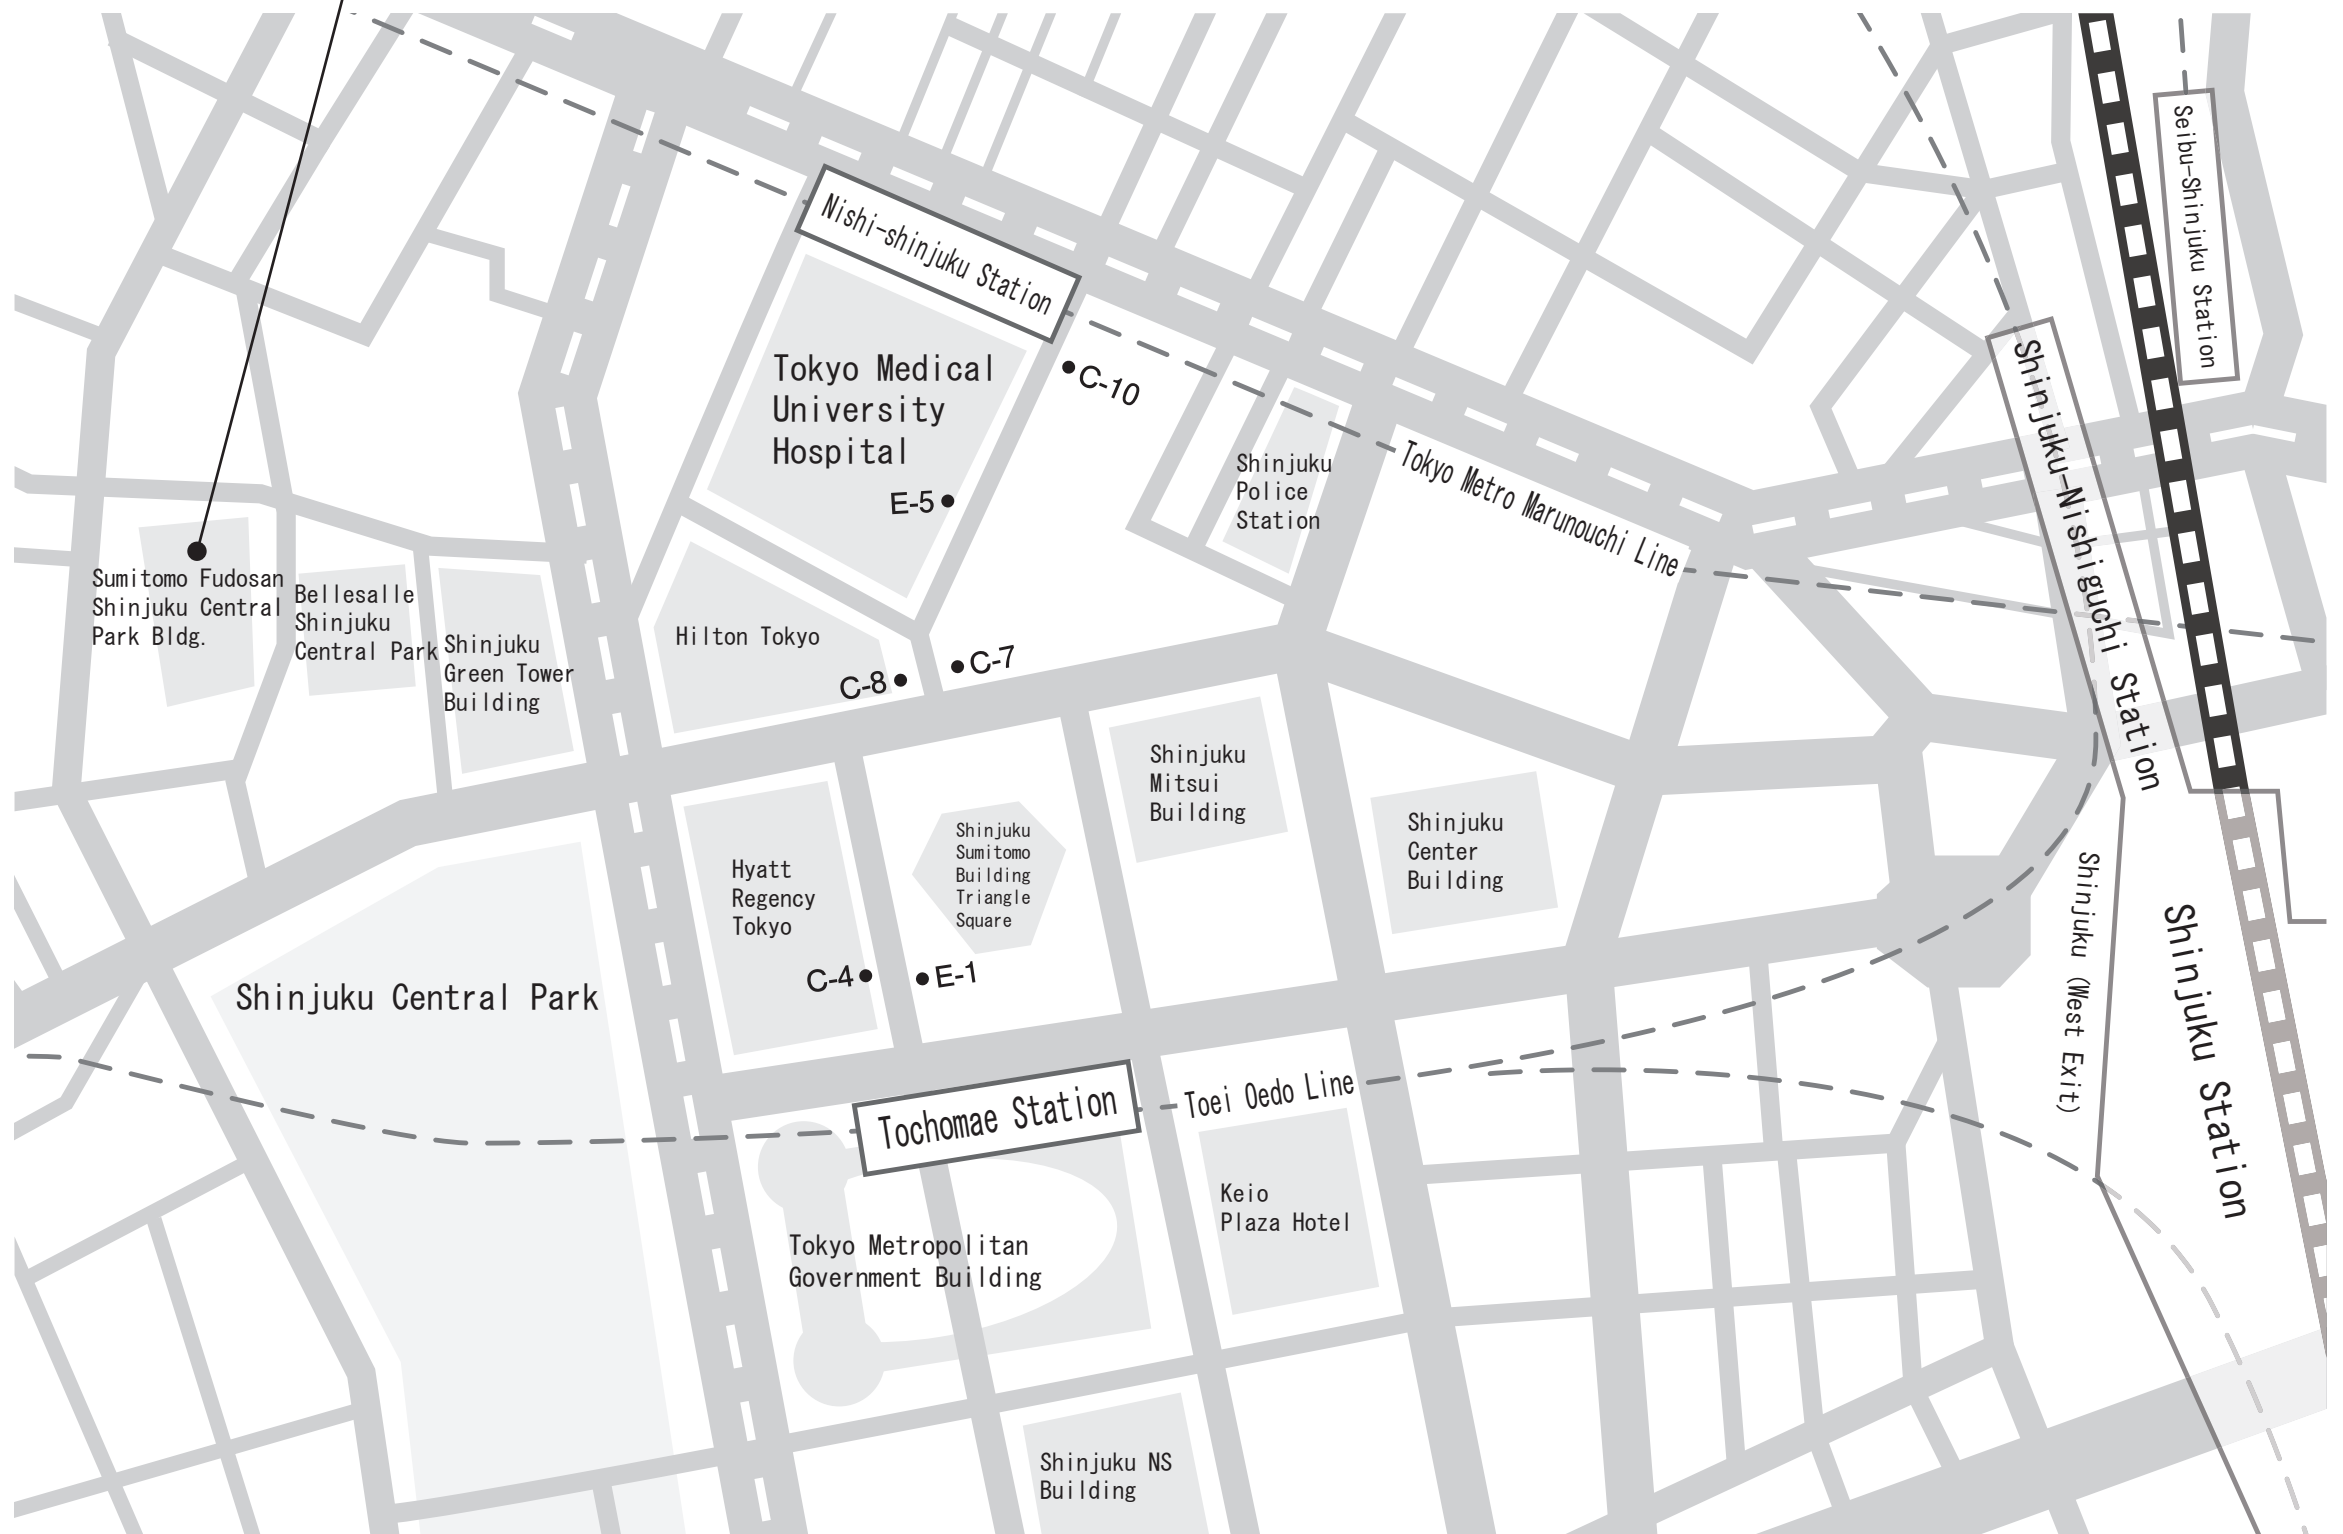 Seibu-Shinjuku Station
Nishi-shinjuku Station
Tokyo Medical
University
Hospital
C-10
E-5
Shinjuku
Police
Station
Tokyo Metro Marunouchi Line
Shinjuku-Nishiguchi Station
Sumitomo Fudosan
Shinjuku Central
Park Bldg.
Bellesalle
Shinjuku
Central Park
Shinjuku
Green Tower
Building
Hilton Tokyo
C-8
C-7
Shinjuku
Mitsui
Building
Shinjuku
Center
Building
Hyatt
Regency
Tokyo
Shinjuku
Sumitomo
Building
Triangle
Square
C-4
E-1
Shinjuku Central Park
Shinjuku (West Exit)
Shinjuku Station
Tochomae Station
Toei Oedo Line
Keio
Plaza Hotel
Tokyo Metropolitan
Government Building
Shinjuku NS
Building